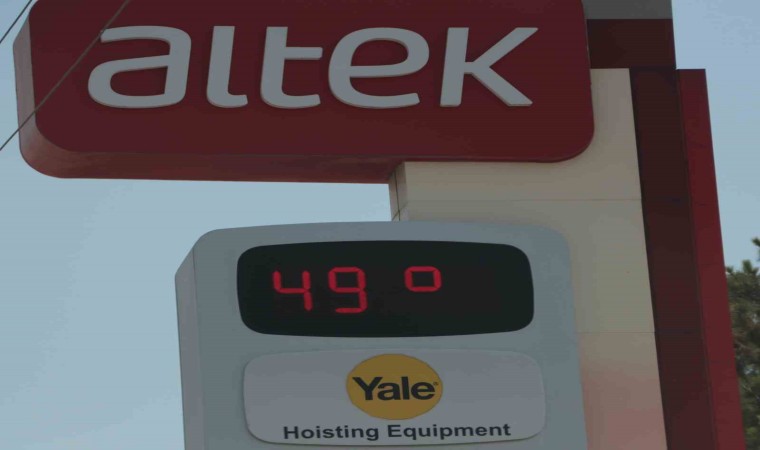 altek
49°
Yale
Hoisting Equipment